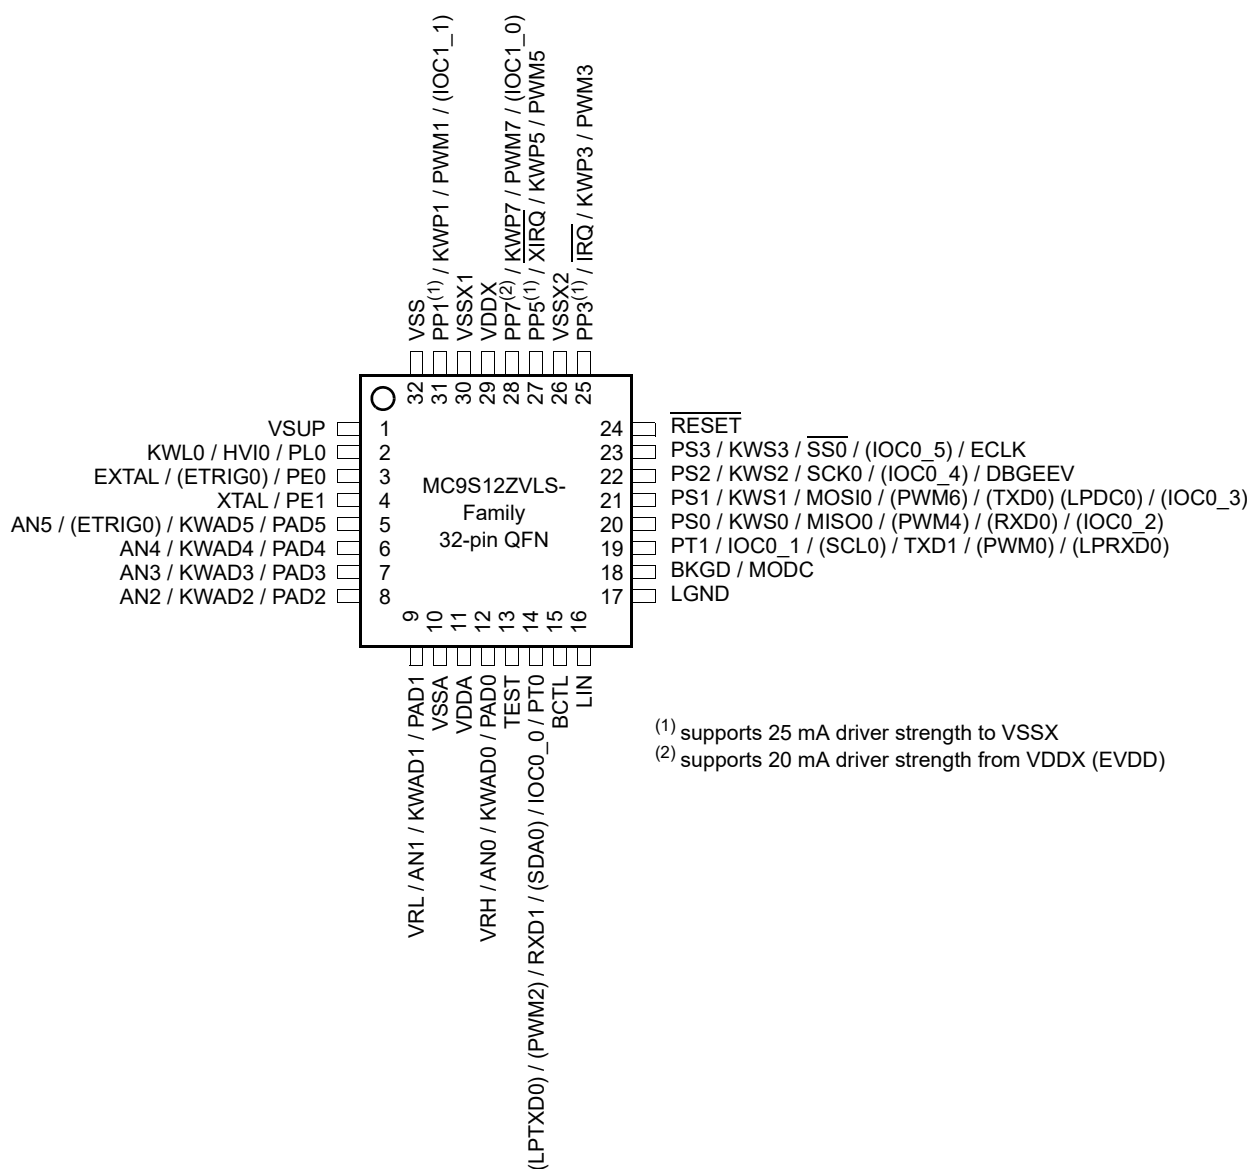 VSS
PP1(1) / KWP1 / PWM1 / (IOC1_1)
VSSX1
VDDX
PP7(2) / KWP7 / PWM7 / (IOC1_0)
PP5(1) / XIRQ / KWP5 / PWM5
VSSX2
PP3(1) / IRQ / KWP3 / PWM3
32
31
30
29
28
27
26
25
VSUP 1
KWL0 / HVI0 / PL0 2
EXTAL / (ETRIG0) / PE0 3
XTAL / PE1 4
AN5 / (ETRIG0) / KWAD5 / PAD5 5
AN4 / KWAD4 / PAD4 6
AN3 / KWAD3 / PAD3 7
AN2 / KWAD2 / PAD2 8
MC9S12ZVLS-
Family
32-pin QFN
24 RESET
23 PS3 / KWS3 / SS0 / (IOC0_5) / ECLK
22 PS2 / KWS2 / SCK0 / (IOC0_4) / DBGEEV
21 PS1 / KWS1 / MOSI0 / (PWM6) / (TXD0) (LPDC0) / (IOC0_3)
20 PS0 / KWS0 / MISO0 / (PWM4) / (RXD0) / (IOC0_2)
19 PT1 / IOC0_1 / (SCL0) / TXD1 / (PWM0) / (LPRXD0)
18 BKGD / MODC
17 LGND
9
10
11
12
13
14
15
16
VRL / AN1 / KWAD1 / PAD1
VSSA
VDDA
VRH / AN0 / KWAD0 / PAD0
TEST
(LPTXD0) / (PWM2) / RXD1 / (SDA0) / IOC0_0 / PT0
BCTL
LIN
(1) supports 25 mA driver strength to VSSX
(2) supports 20 mA driver strength from VDDX (EVDD)